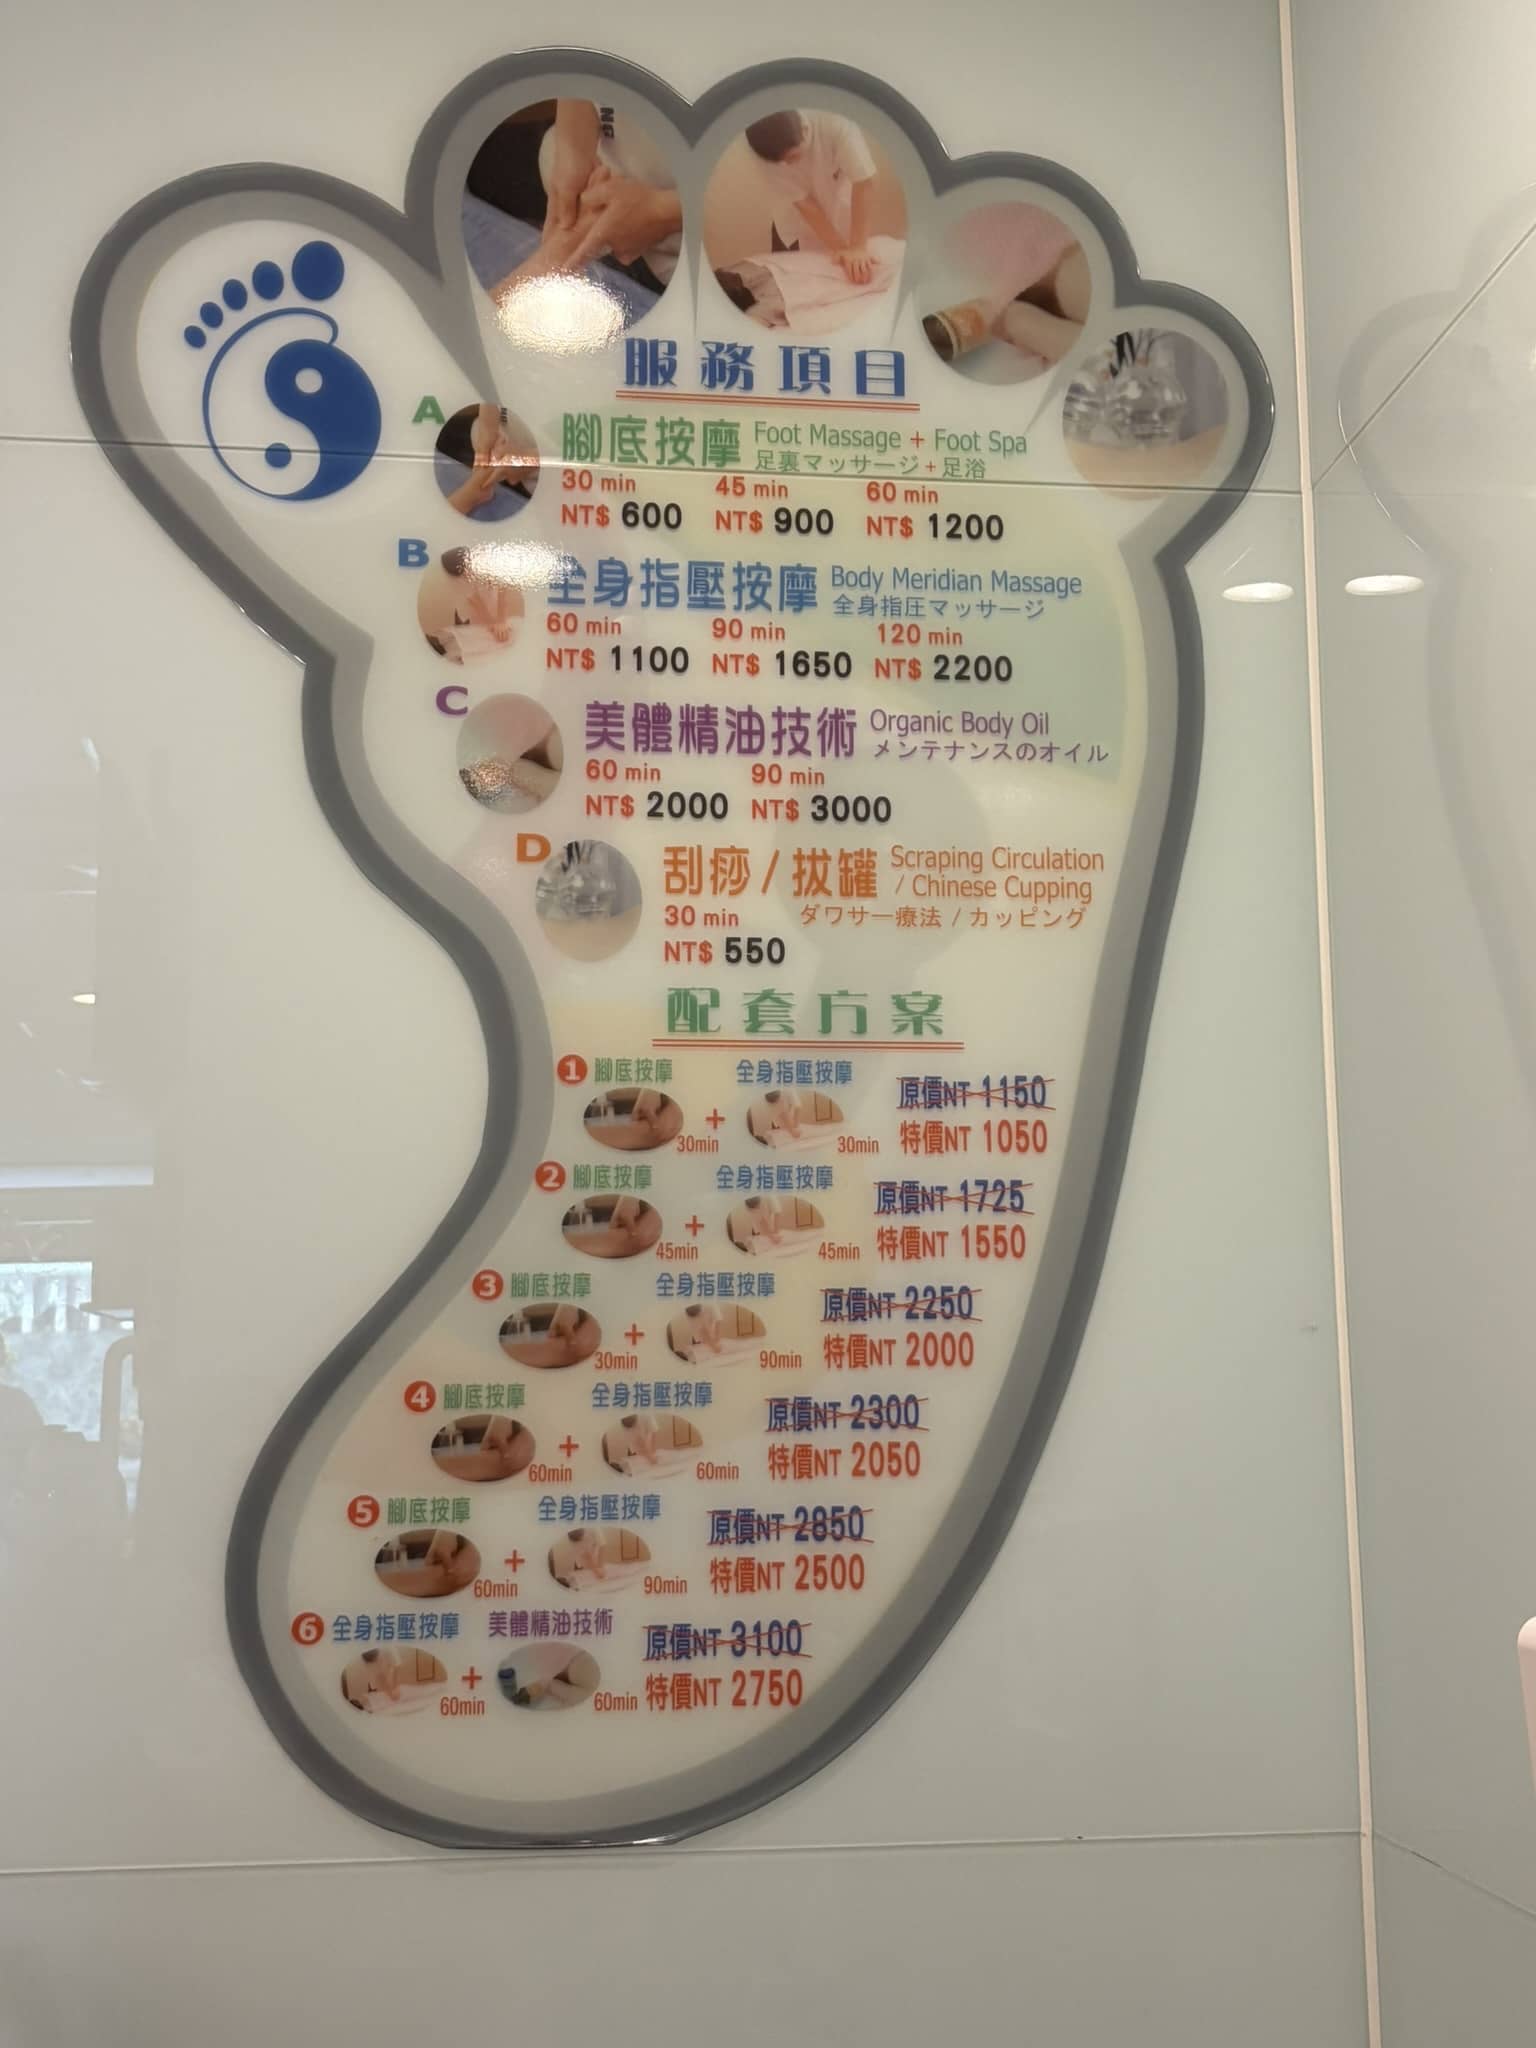 服務項目
A 腳底按摩 Foot Massage + Foot Spa
足裏マッサージ + 足浴
30 min 45 min 60 min
NT$ 600 NT$ 900 NT$ 1200
B 全身指壓按摩 Body Meridian Massage
全身指圧マッサージ
60 min 90 min 120 min
NT$ 1100 NT$ 1650 NT$ 2200
C 美體精油技術 Organic Body Oil
メンテナンスのオイル
60 min 90 min
NT$ 2000 NT$ 3000
D 刮痧 / 拔罐 Scraping Circulation
/ Chinese Cupping
30 min ダワサー療法 / カッピング
NT$ 550
配套方案
1 腳底按摩 全身指壓按摩 原價NT 1150
+ 30min 30min 特價NT 1050
2 腳底按摩 全身指壓按摩 原價NT 1725
+ 45min 45min 特價NT 1550
3 腳底按摩 全身指壓按摩 原價NT 2250
+ 30min 90min 特價NT 2000
4 腳底按摩 全身指壓按摩 原價NT 2300
+ 60min 60min 特價NT 2050
5 腳底按摩 全身指壓按摩 原價NT 2850
+ 60min 90min 特價NT 2500
6 全身指壓按摩 美體精油技術 原價NT 3100
+ 60min 60min 特價NT 2750